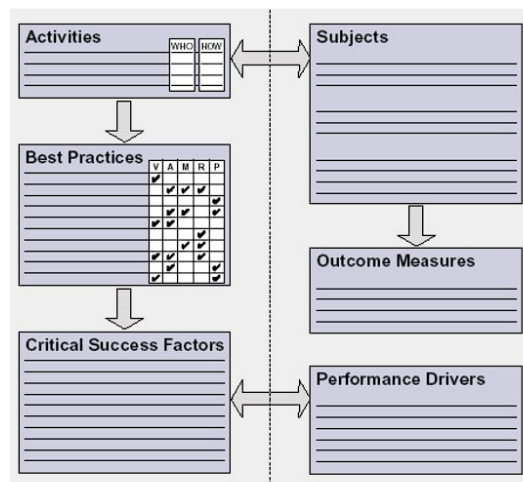 Activities
WHO HOW
Subjects
Best Practices
V A M R P
Outcome Measures
Critical Success Factors
Performance Drivers